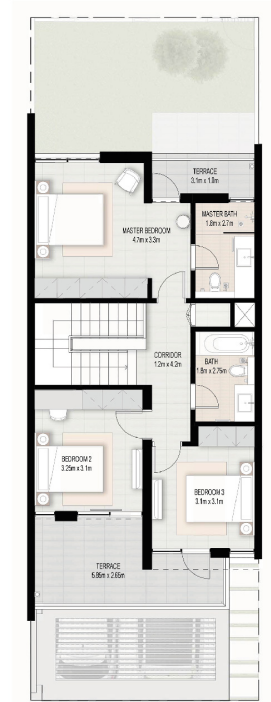 TERRACE
3.1m x 1.0m
MASTER BATH
1.8m x 2.7m
MASTER BEDROOM
4.7m x 3.3m
CORRIDOR
1.2m x 4.2m
BATH
1.8m x 2.75m
BEDROOM 2
3.25m x 3.1m
BEDROOM 3
3.1m x 3.1m
TERRACE
5.85m x 2.65m